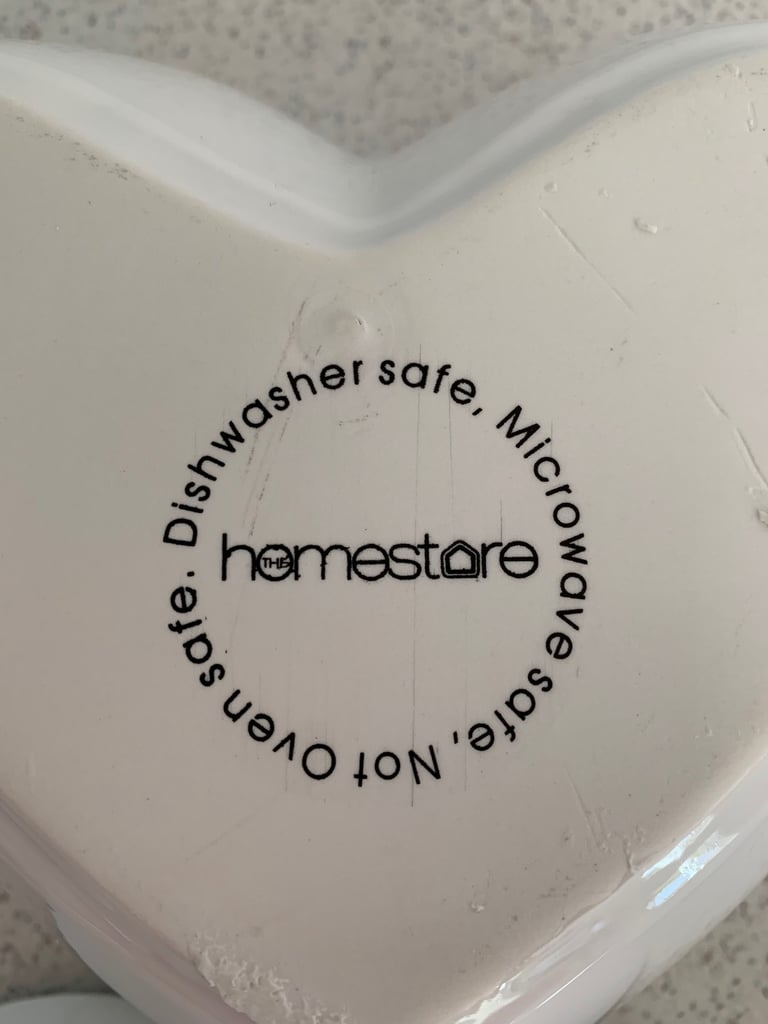 Dishwasher safe, Microwave safe, Not Oven safe.
THE
homestore